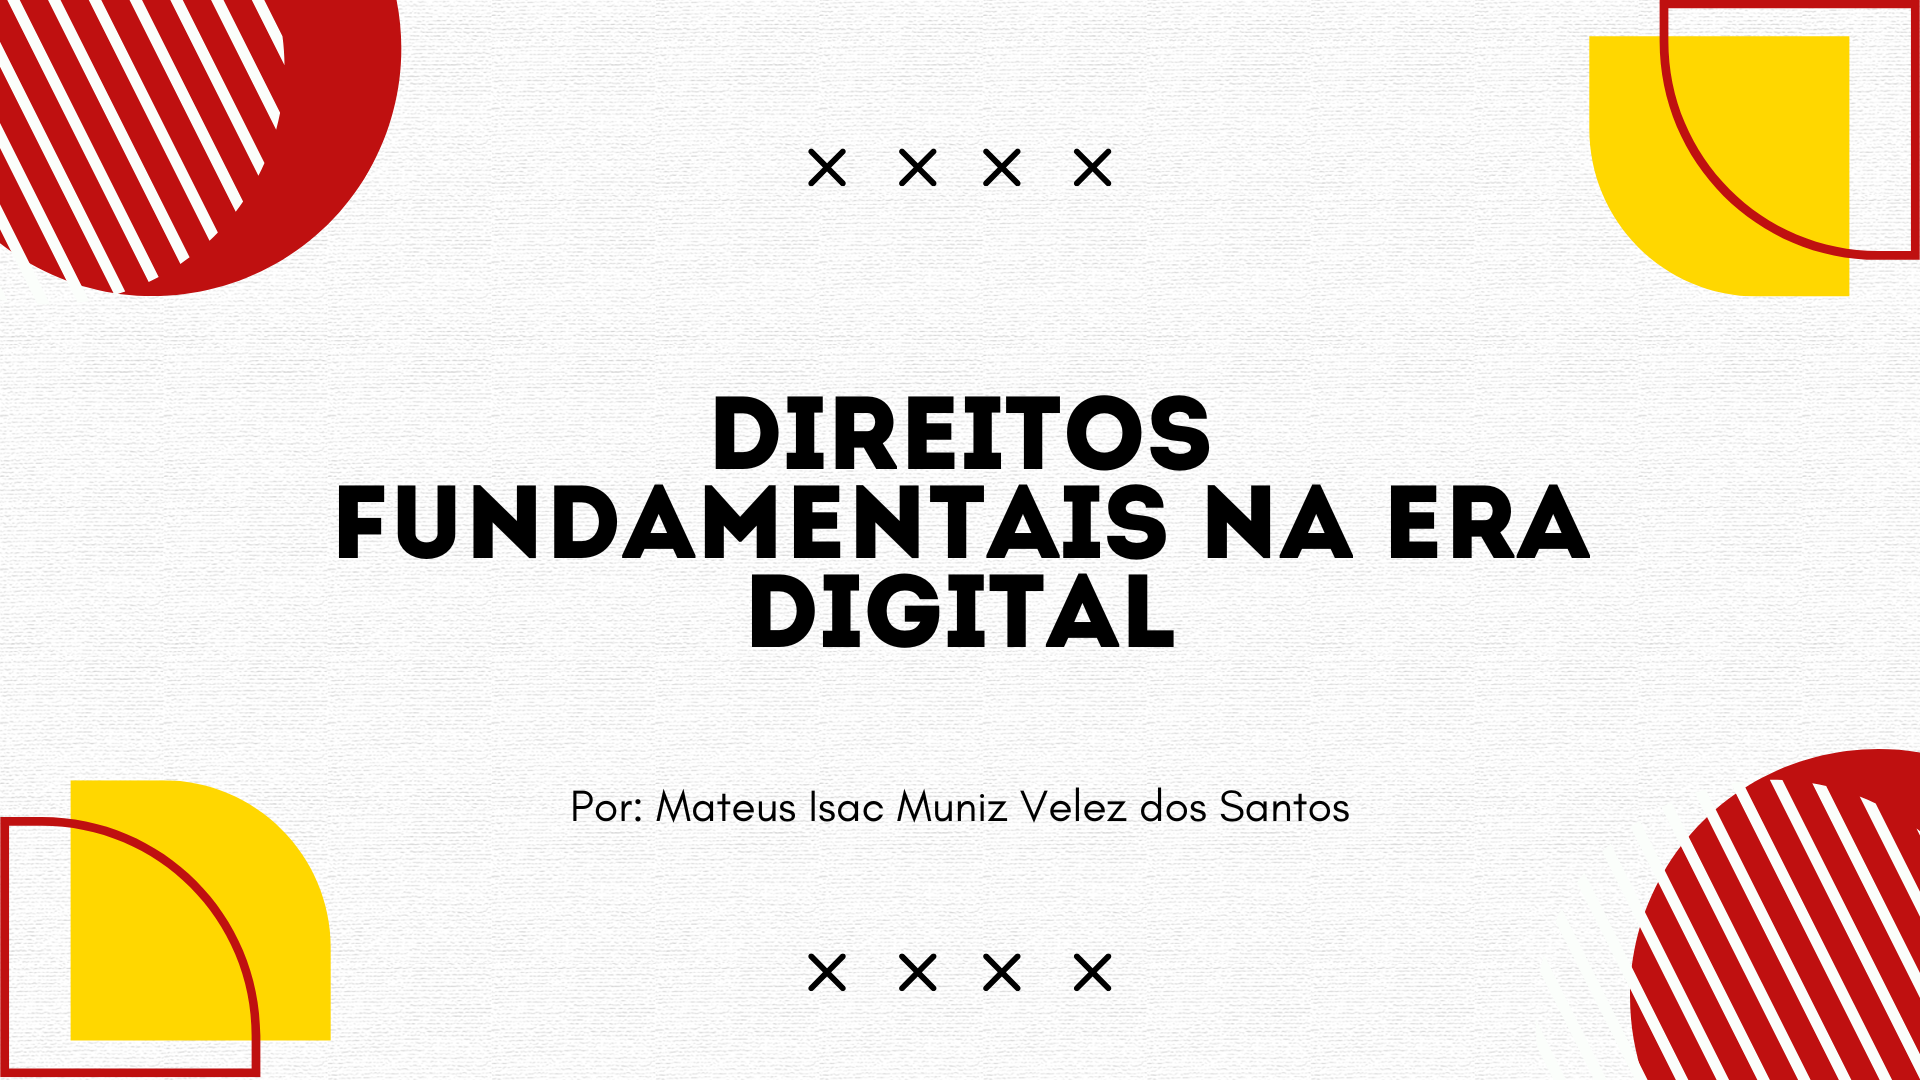 DIREITOS
FUNDAMENTAIS NA ERA
DIGITAL
Por: Mateus Isac Muniz Velez dos Santos